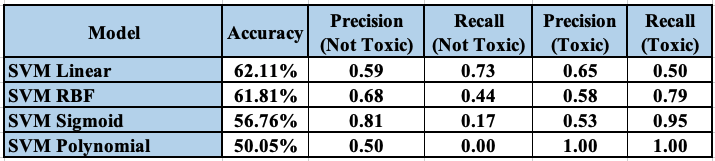 Model Accuracy Precision (Not Toxic) Recall (Not Toxic) Precision (Toxic) Recall (Toxic)
SVM Linear 62.11% 0.59 0.73 0.65 0.50
SVM RBF 61.81% 0.68 0.44 0.58 0.79
SVM Sigmoid 56.76% 0.81 0.17 0.53 0.95
SVM Polynomial 50.05% 0.50 0.00 1.00 1.00